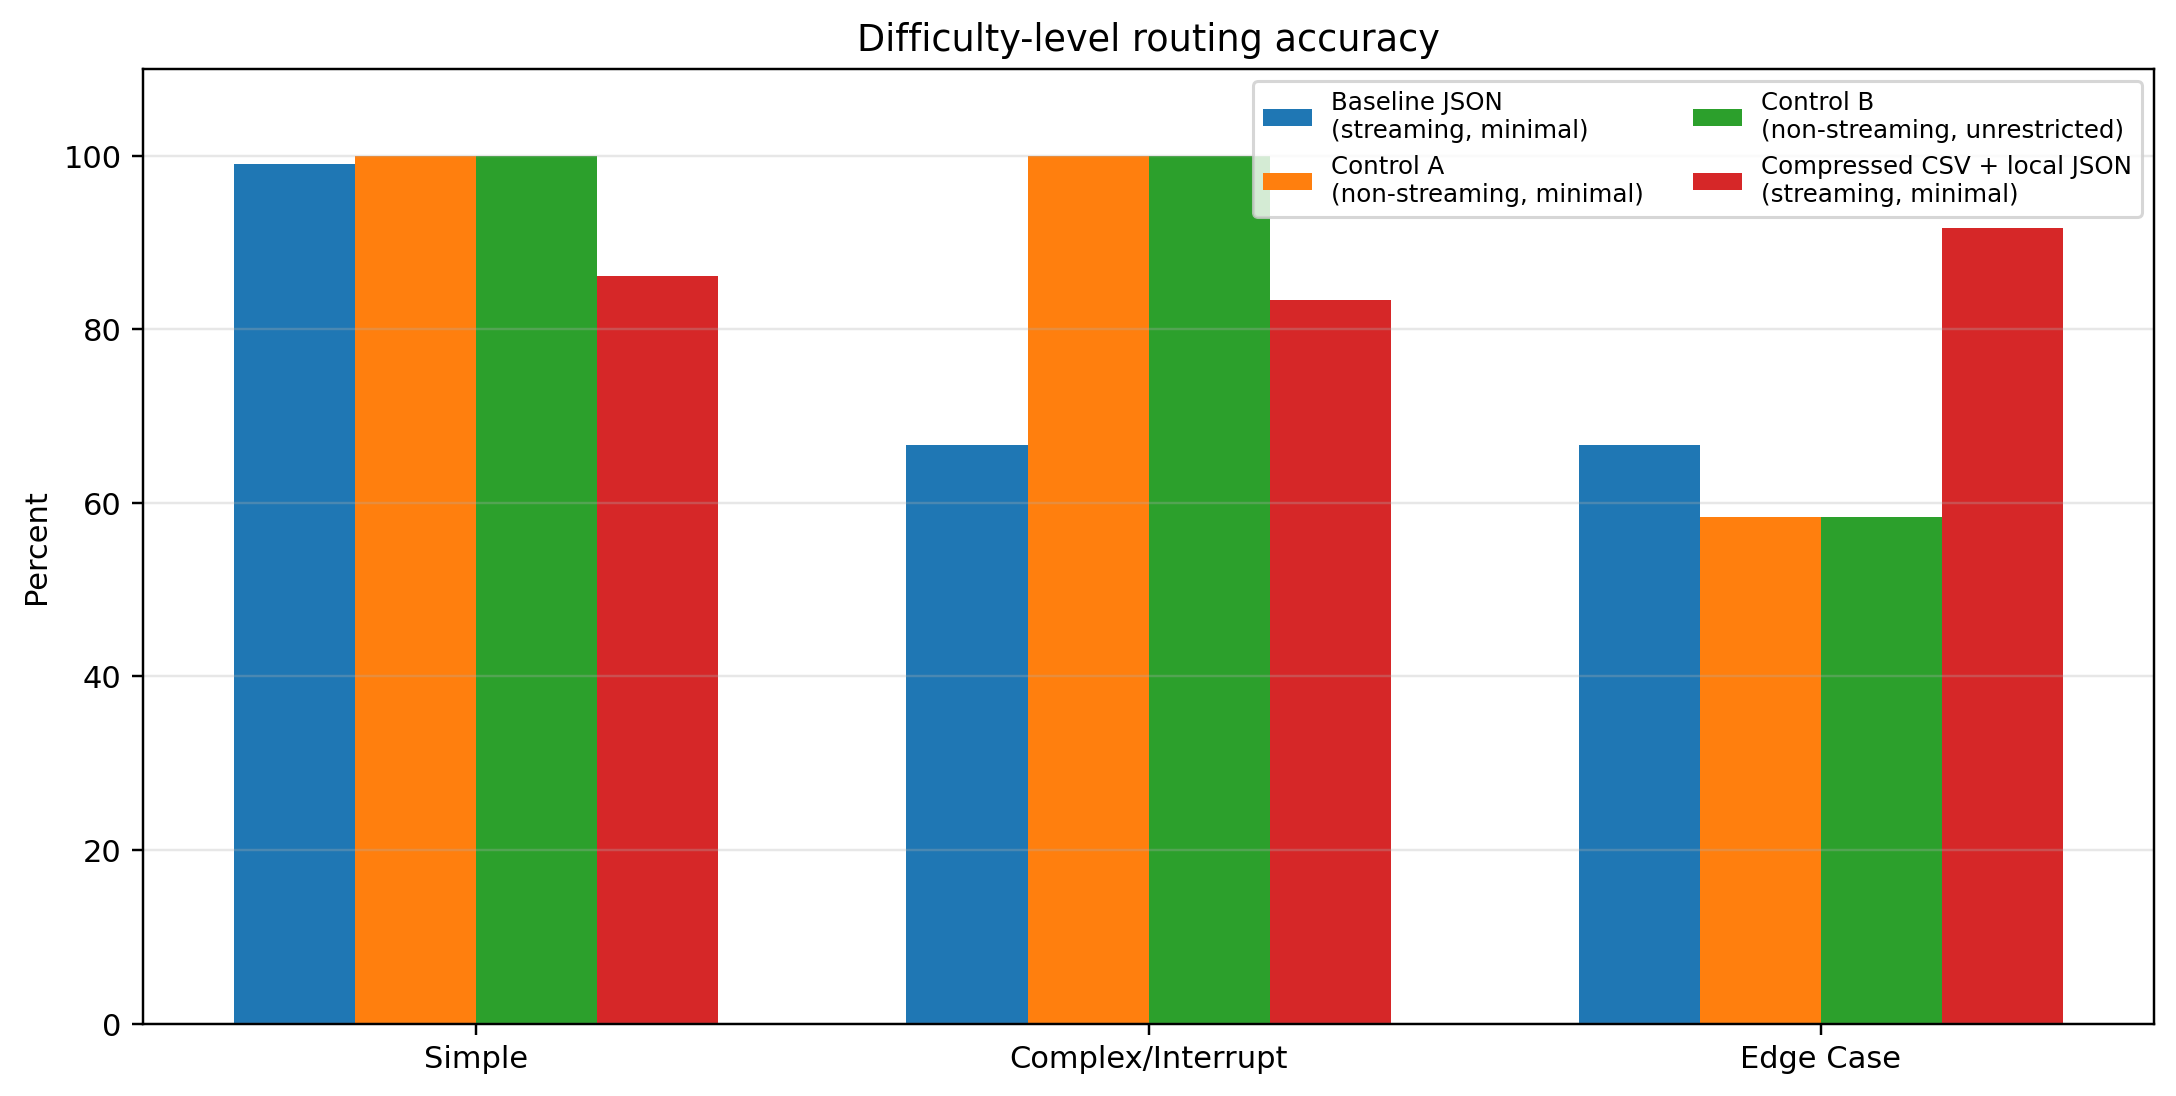 Difficulty-level routing accuracy
Baseline JSON
(streaming, minimal)
Control A
(non-streaming, minimal)
Control B
(non-streaming, unrestricted)
Compressed CSV + local JSON
(streaming, minimal)
Percent
100
80
60
40
20
0
Simple
Complex/Interrupt
Edge Case